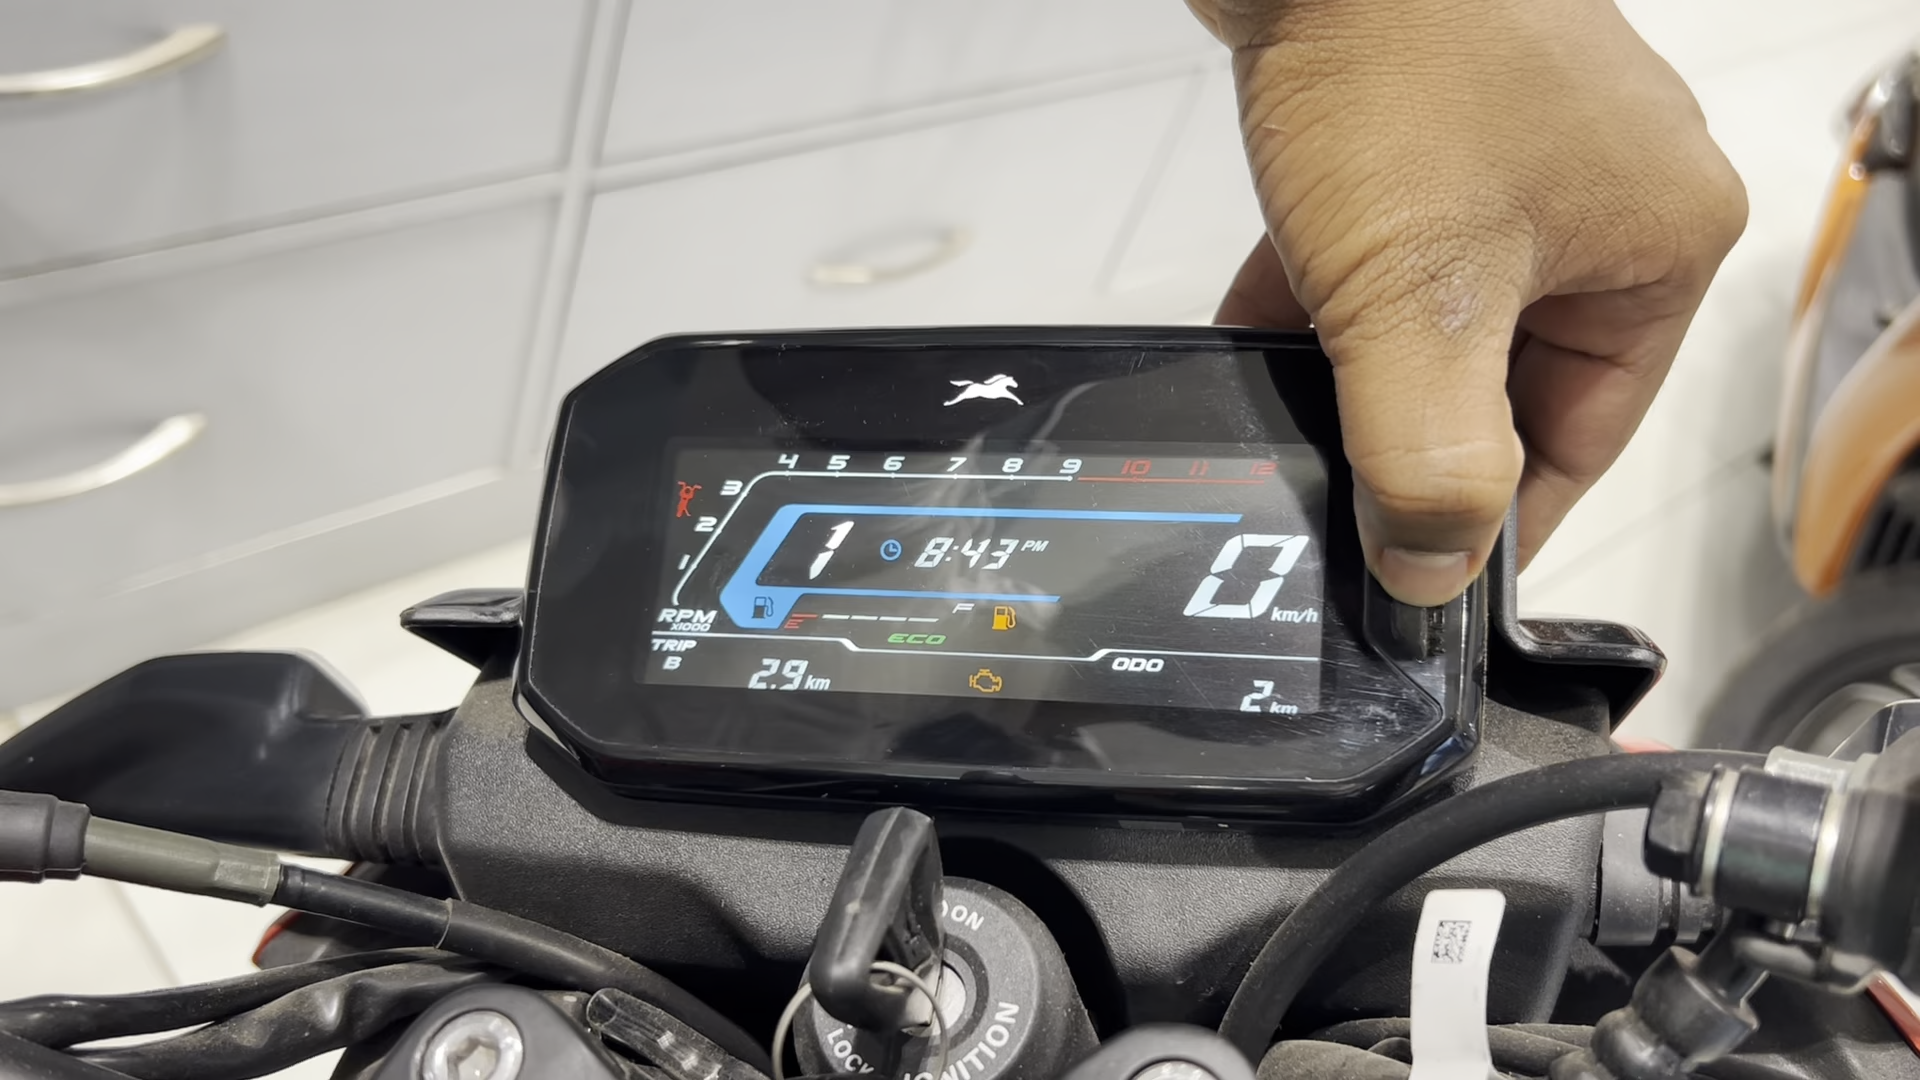 4 5 6 7 8 9 10 11 12
3
2
1
1 8:43 PM
0 km/h
RPM
x1000
E F
ECO
TRIP
B
2.9 km
ODO
2 km
ON
LOCK
IGNITION